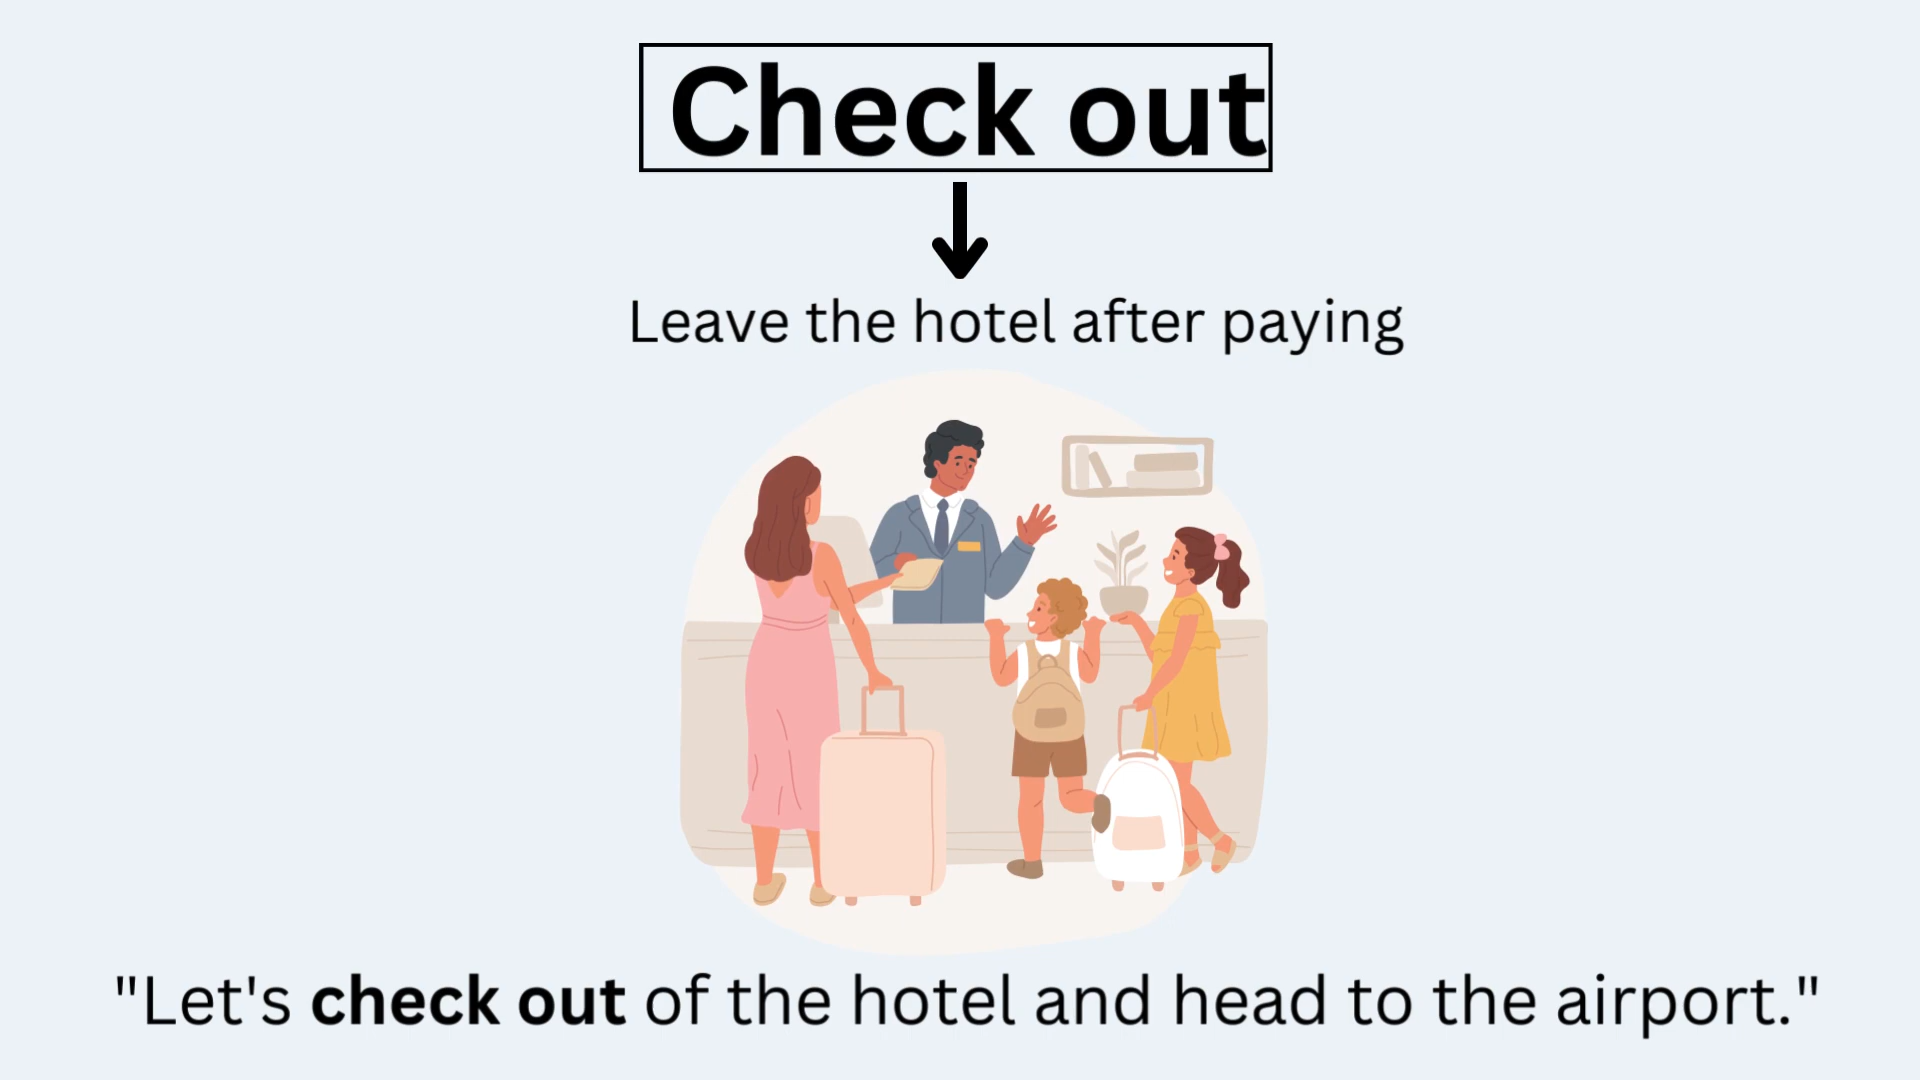 Check out
Leave the hotel after paying
"Let's check out of the hotel and head to the airport."